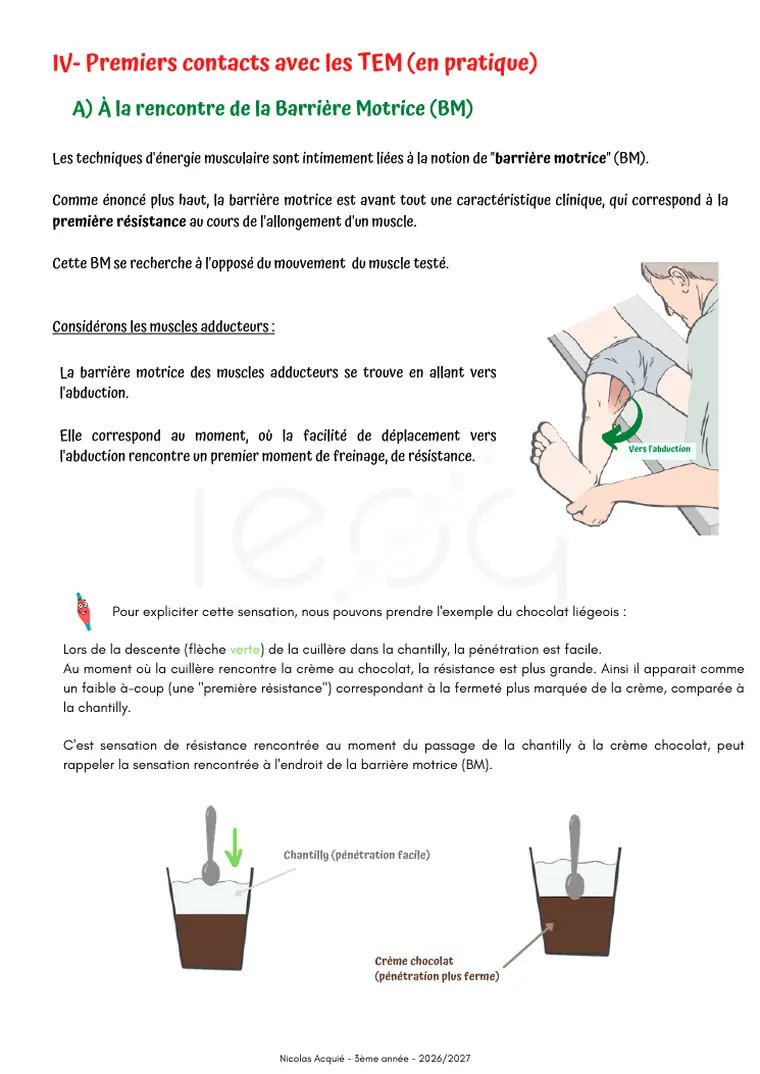 IV- Premiers contacts avec les TEM (en pratique)
A) À la rencontre de la Barrière Motrice (BM)
Les techniques d'énergie musculaire sont intimement liées à la notion de "barrière motrice" (BM).
Comme énoncé plus haut, la barrière motrice est avant tout une caractéristique clinique, qui correspond à la
première résistance au cours de l'allongement d'un muscle.
Cette BM se recherche à l'opposé du mouvement du muscle testé.
Considérons les muscles adducteurs :
La barrière motrice des muscles adducteurs se trouve en allant vers
l'abduction.
Elle correspond au moment, où la facilité de déplacement vers
l'abduction rencontre un premier moment de freinage, de résistance.
Vers l'abduction
ieoq
Pour expliciter cette sensation, nous pouvons prendre l'exemple du chocolat liégeois :
Lors de la descente (flèche verte) de la cuillère dans la chantilly, la pénétration est facile.
Au moment où la cuillère rencontre la crème au chocolat, la résistance est plus grande. Ainsi il apparait comme
un faible à-coup (une "première résistance") correspondant à la fermeté plus marquée de la crème, comparée à
la chantilly.
C'est sensation de résistance rencontrée au moment du passage de la chantilly à la crème chocolat, peut
rappeler la sensation rencontrée à l'endroit de la barrière motrice (BM).
Chantilly (pénétration facile)
Crème chocolat
(pénétration plus ferme)
Nicolas Acquié - 3ème année - 2026/2027